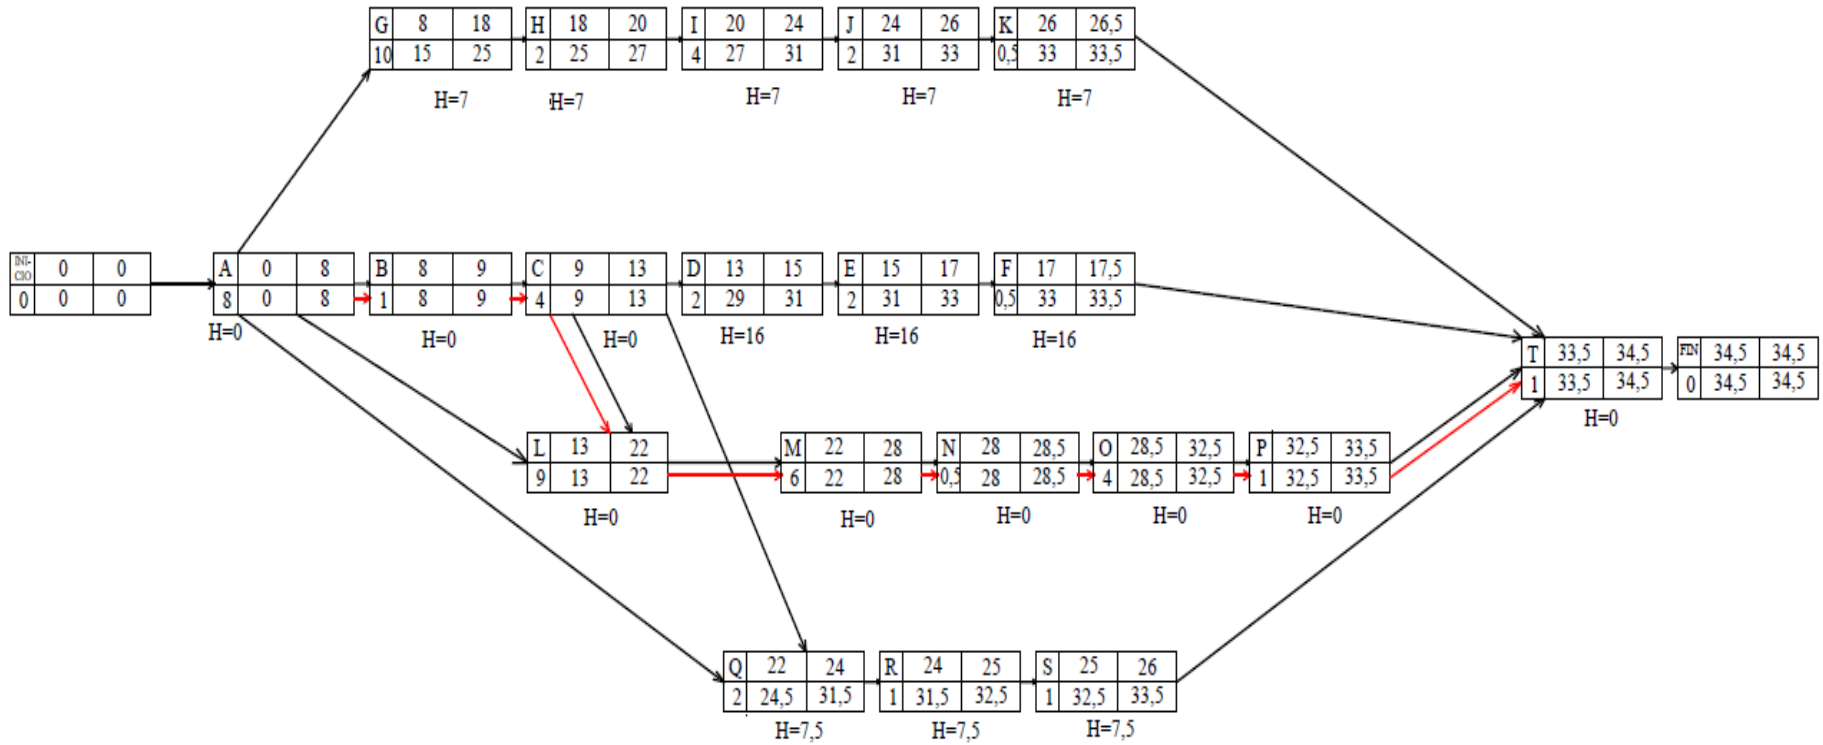 G 8 18 H 18 20 I 20 24 J 24 26 K 26 26,5
10 15 25 2 25 27 4 27 31 2 31 33 0,5 33 33,5
H=7 H=7 H=7 H=7 H=7
INI-CIO 0 0 A 0 8 B 8 9 C 9 13 D 13 15 E 15 17 F 17 17,5
0 0 0 8 0 8 1 8 9 4 9 13 2 29 31 2 31 33 0,5 33 33,5
H=0 H=0 H=0 H=16 H=16 H=16
T 33,5 34,5 FIN 34,5 34,5
1 33,5 34,5 0 34,5 34,5
H=0
L 13 22 M 22 28 N 28 28,5 O 28,5 32,5 P 32,5 33,5
9 13 22 6 22 28 0,5 28 28,5 4 28,5 32,5 1 32,5 33,5
H=0 H=0 H=0 H=0 H=0
Q 22 24 R 24 25 S 25 26
2 24,5 31,5 1 31,5 32,5 1 32,5 33,5
H=7,5 H=7,5 H=7,5